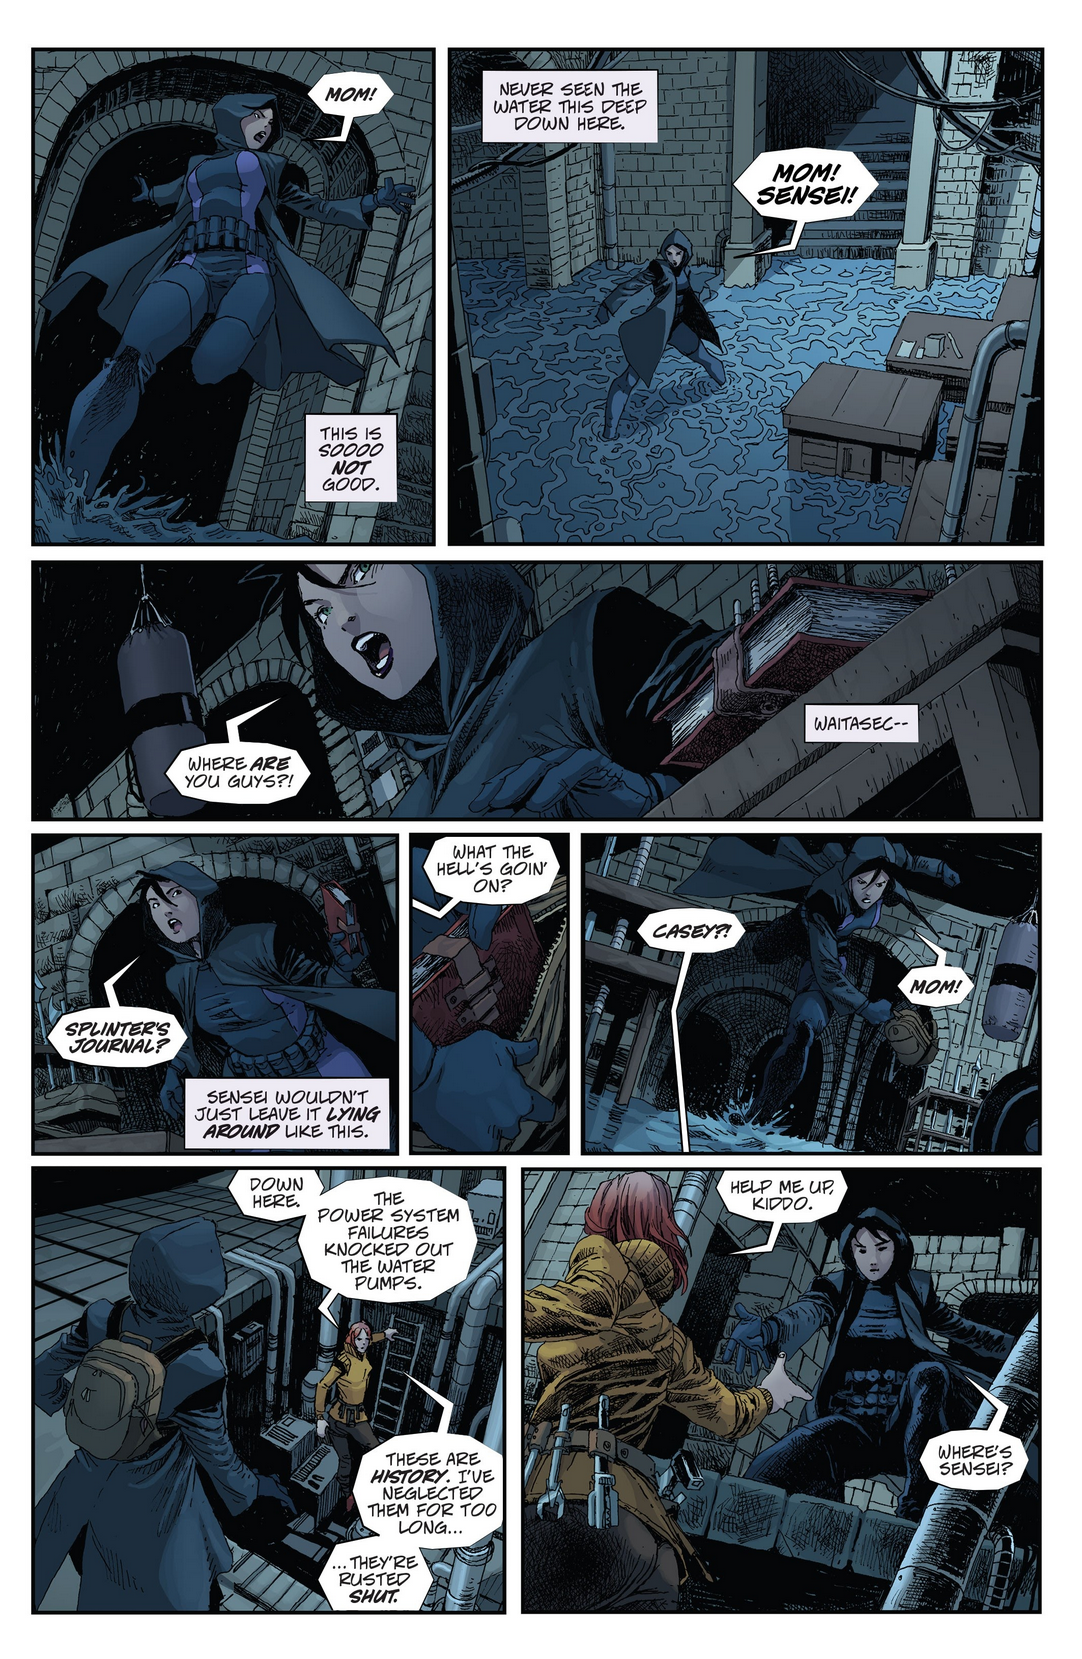 MOM!
THIS IS
SOOOO
NOT
GOOD.
NEVER SEEN THE
WATER THIS DEEP
DOWN HERE.
MOM!
SENSEI!
WHERE ARE
YOU GUYS?!
WAITASEC--
SPLINTER'S
JOURNAL?
SENSEI WOULDN'T
JUST LEAVE IT LYING
AROUND LIKE THIS.
WHAT THE
HELL'S GOIN'
ON?
CASEY?!
MOM!
DOWN
HERE.
THE
POWER SYSTEM
FAILURES
KNOCKED OUT
THE WATER
PUMPS.
THESE ARE
HISTORY. I'VE
NEGLECTED
THEM FOR TOO
LONG...
...THEY'RE
RUSTED
SHUT.
HELP ME UP,
KIDDO.
WHERE'S
SENSEI?